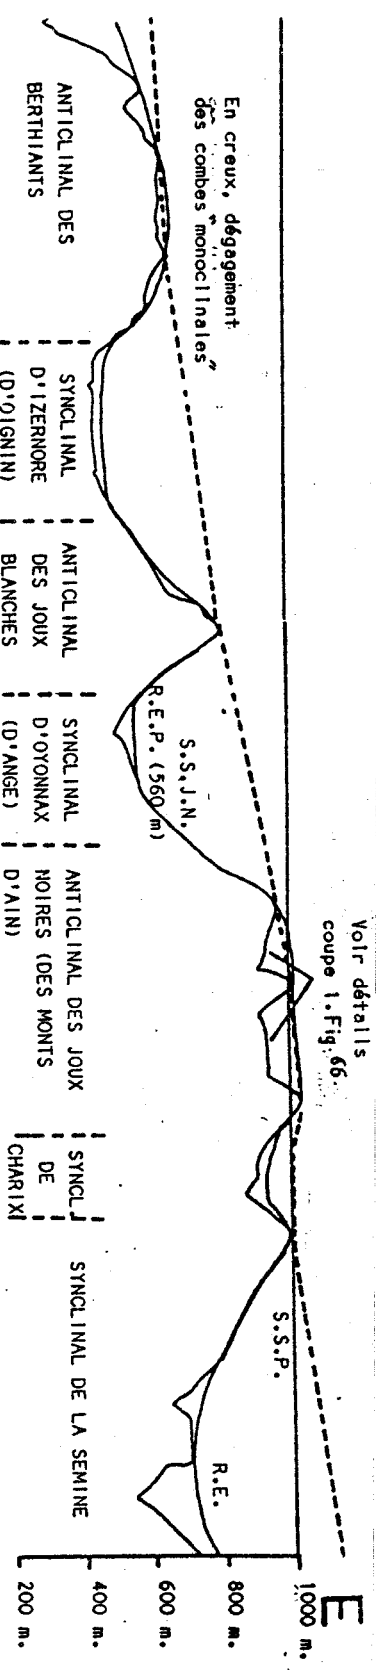 En creux, dégagement
des combes "monoclinales"
Voir détails
coupe 1. Fig. 66.
E
1000 m.
800 m.
600 m.
400 m.
200 m.
S.S.J.N.
R.E.P. (560 m)
S.S.P.
R.E.
ANTICLINAL DES
BERTHIANTS
SYNCLINAL
D'IZERNORE
(D'OIGNIN)
ANTICLINAL
DES JOUX
BLANCHES
SYNCLINAL
D'OYONNAX
(D'ANGE)
ANTICLINAL DES JOUX
NOIRES (DES MONTS
D'AIN)
SYNCL.
DE
CHARIX
SYNCLINAL DE LA SEMINE